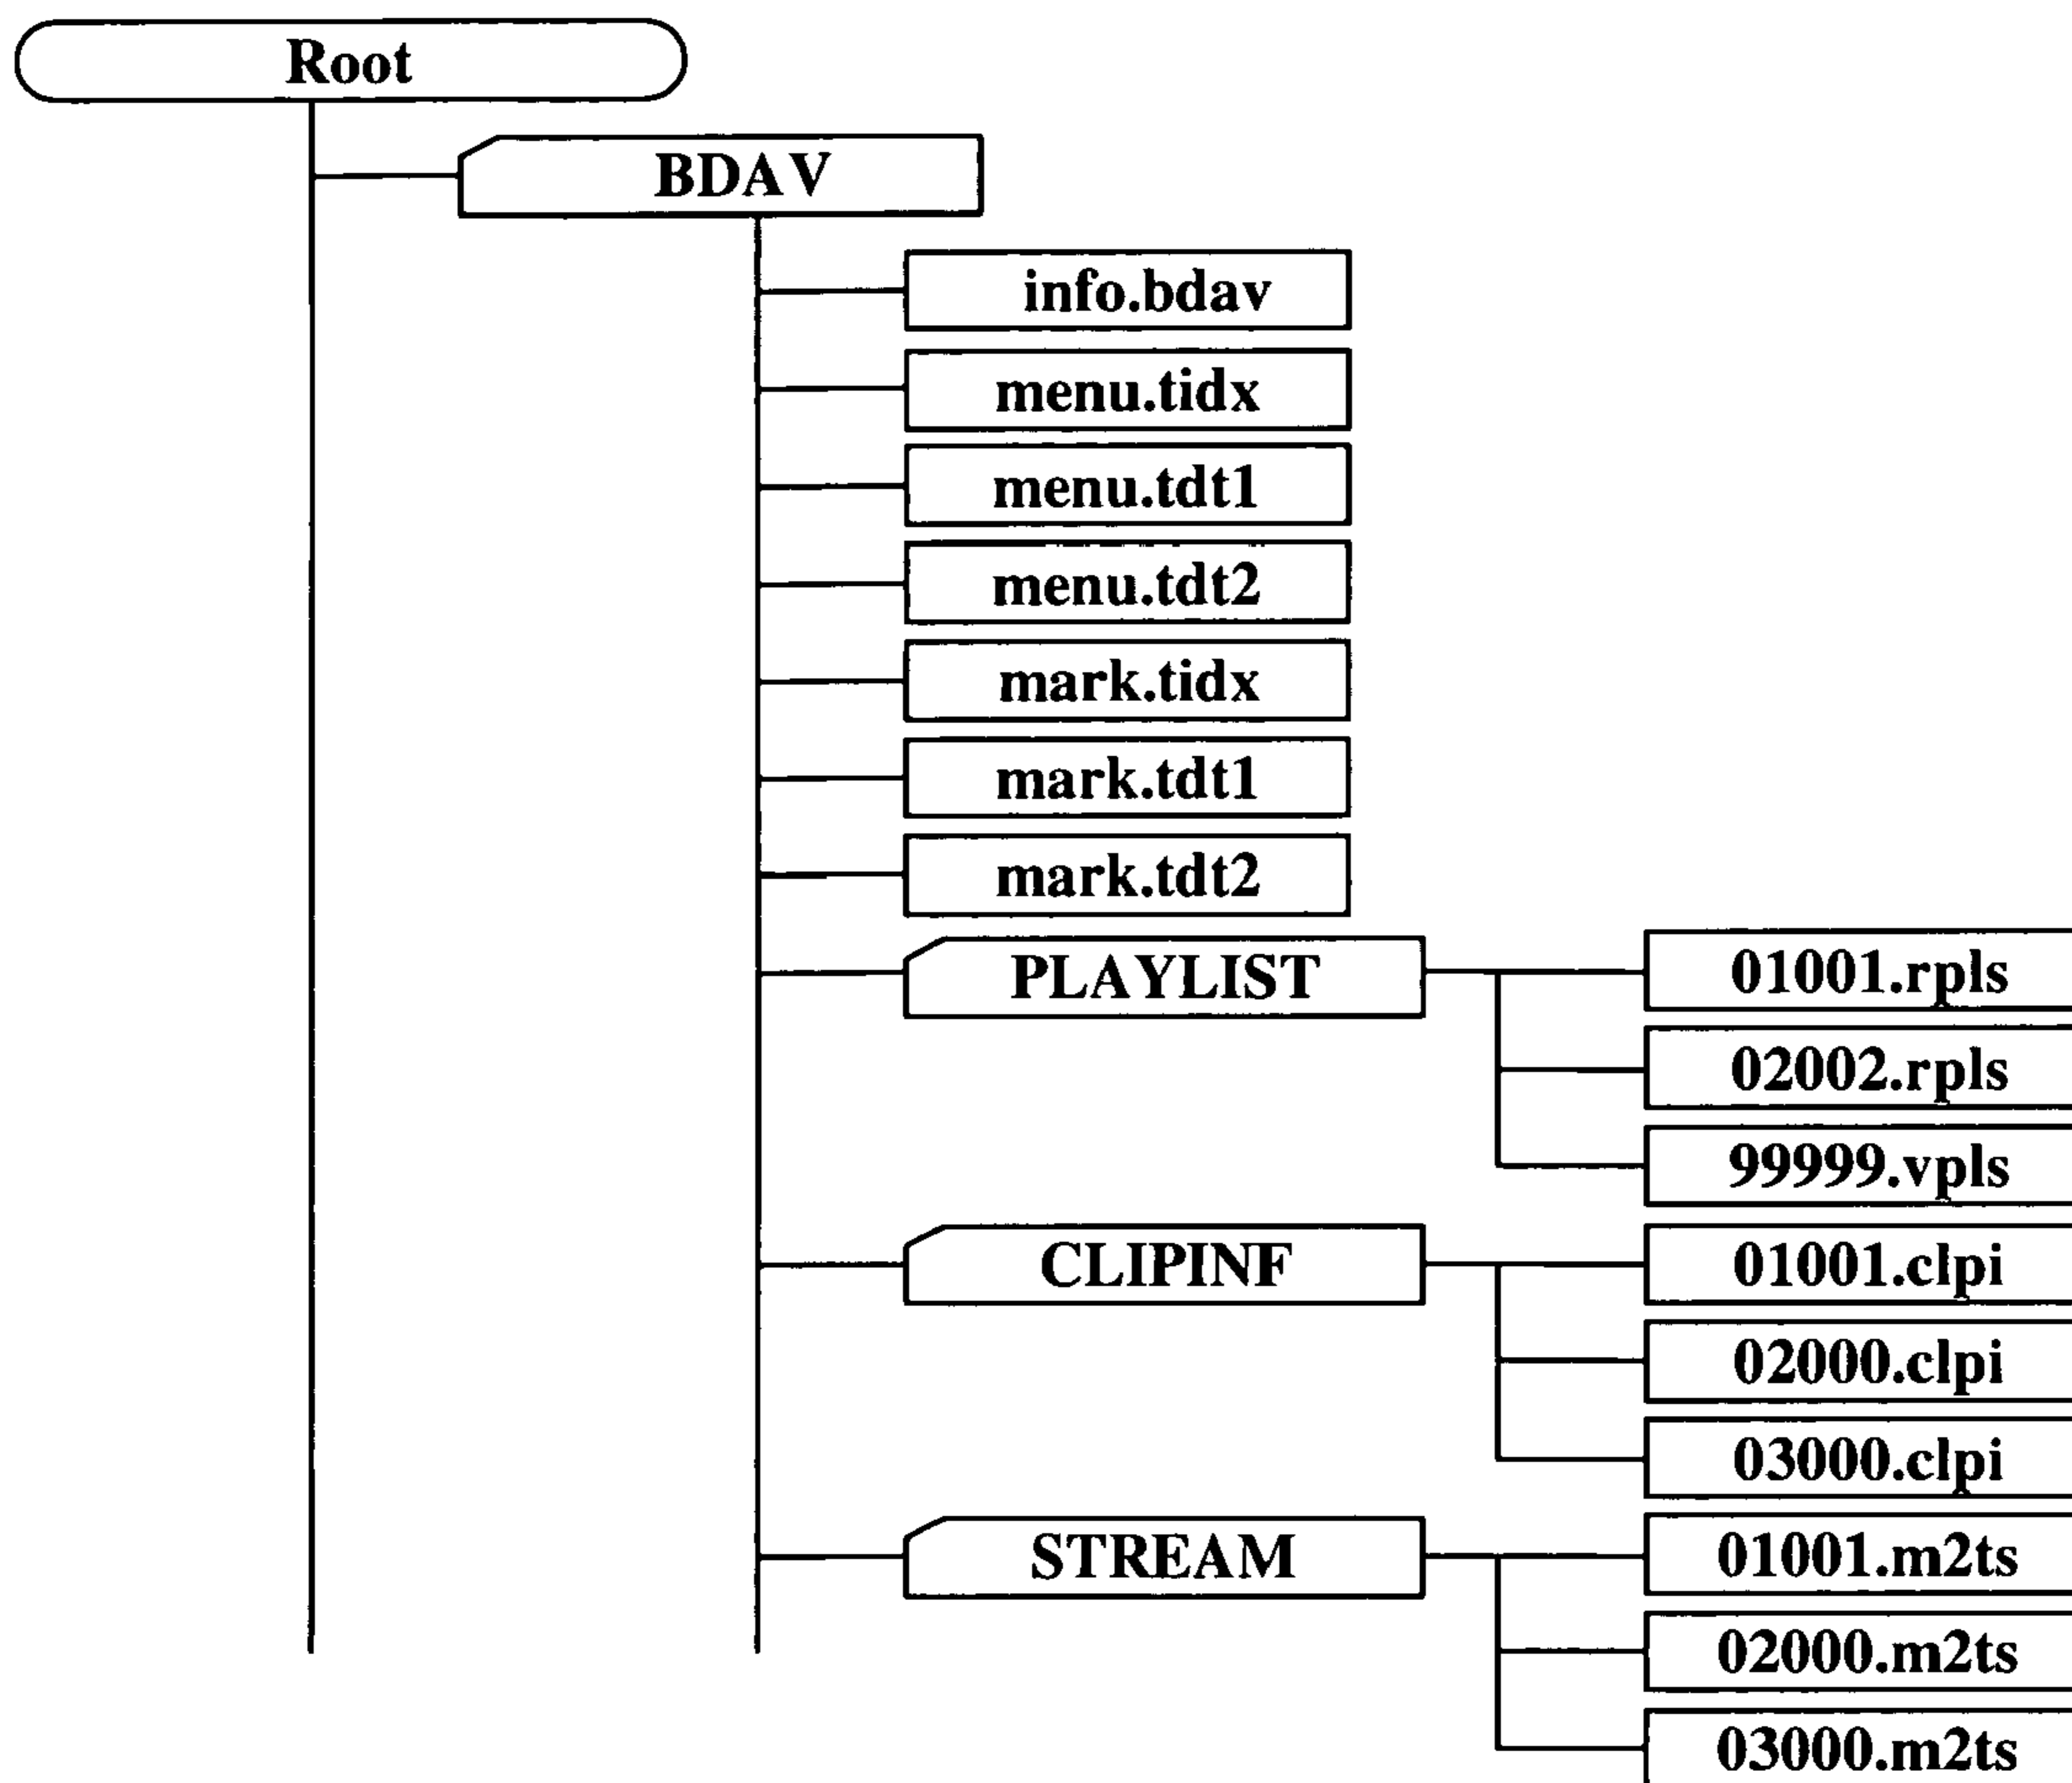 Root
BDAV
info.bdav
menu.tidx
menu.tdt1
menu.tdt2
mark.tidx
mark.tdt1
mark.tdt2
PLAYLIST
01001.rpls
02002.rpls
99999.vpls
CLIPINF
01001.clpi
02000.clpi
03000.clpi
STREAM
01001.m2ts
02000.m2ts
03000.m2ts